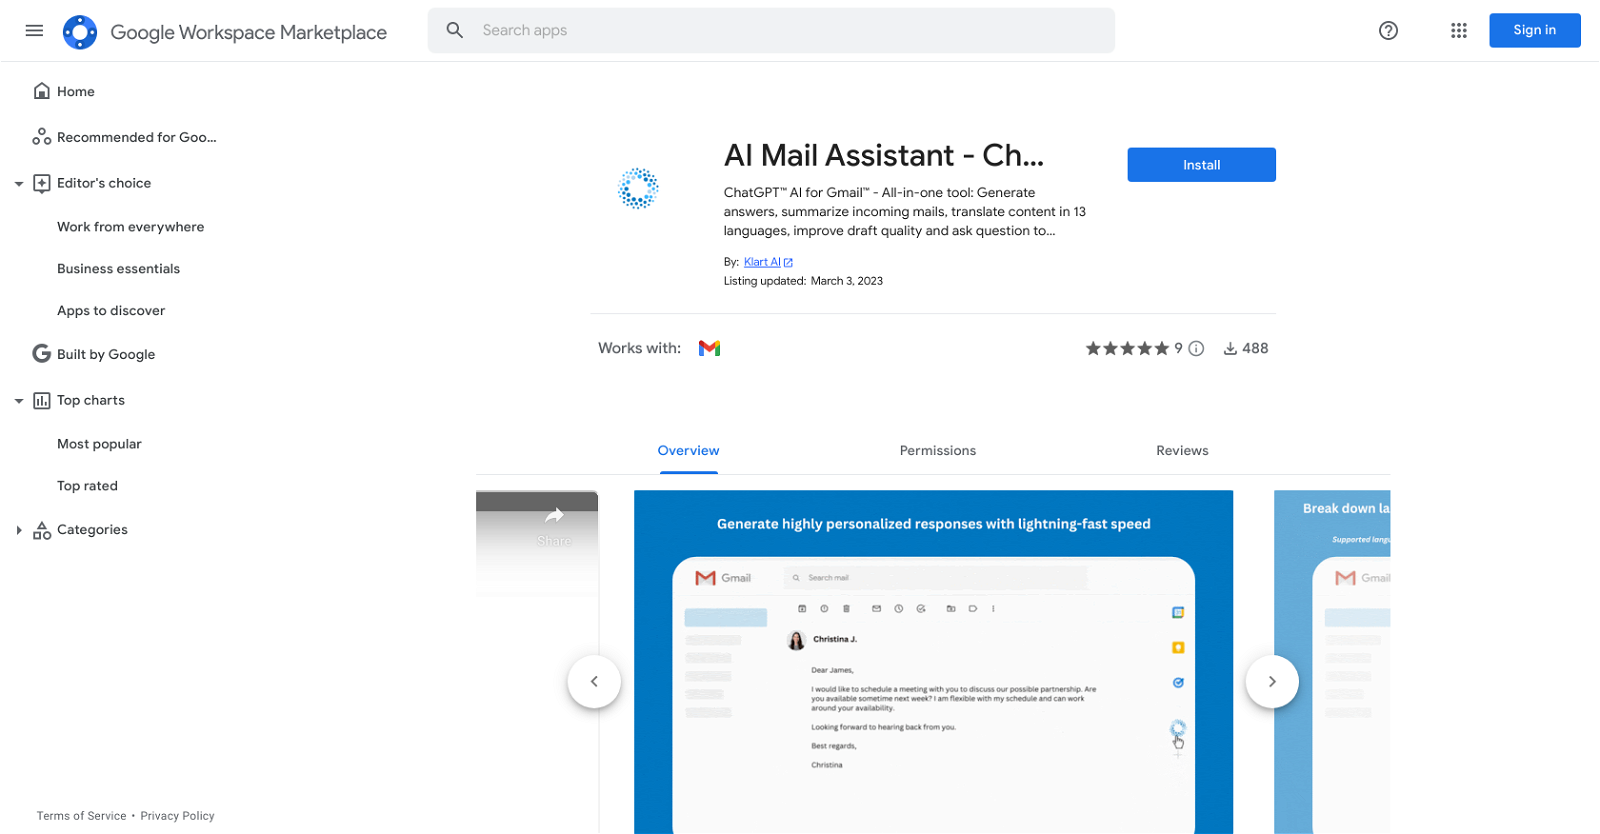 Google Workspace Marketplace
Search apps
Sign in
Home
Recommended for Goo...
Editor's choice
Work from everywhere
Business essentials
Apps to discover
Built by Google
Top charts
Most popular
Top rated
Categories
Terms of Service • Privacy Policy
AI Mail Assistant - Ch...
Install
ChatGPT™ AI for Gmail™ - All-in-one tool: Generate
answers, summarize incoming mails, translate content in 13
languages, improve draft quality and ask question to...
By: Klart AI
Listing updated: March 3, 2023
Works with:
9
488
Overview
Permissions
Reviews
Share
Generate highly personalized responses with lightning-fast speed
Gmail
Search mail
Christina J.
Dear James,
I would like to schedule a meeting with you to discuss our possible partnership. Are
you available sometime next week? I am flexible with my schedule and can work
around your availability.
Looking forward to hearing back from you.
Best regards,
Christina
Break down la
Supported langu
Gmai